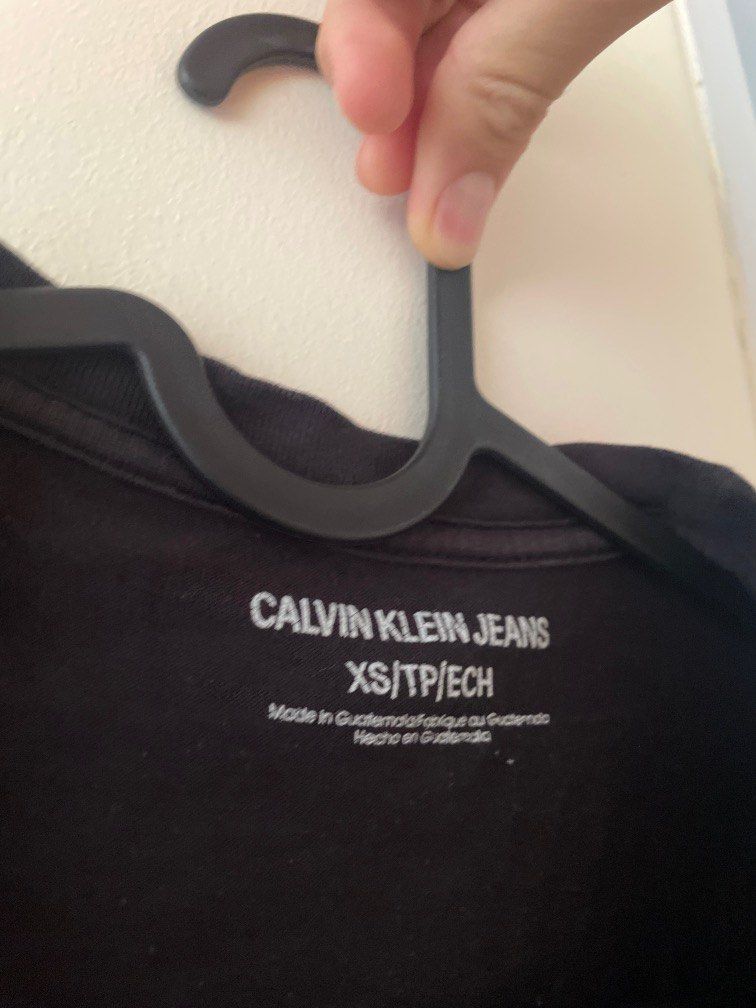 CALVIN KLEIN JEANS
XS/TP/ECH
Made in Guatemala Fabriqué au Guatemala
Hecho en Guatemala